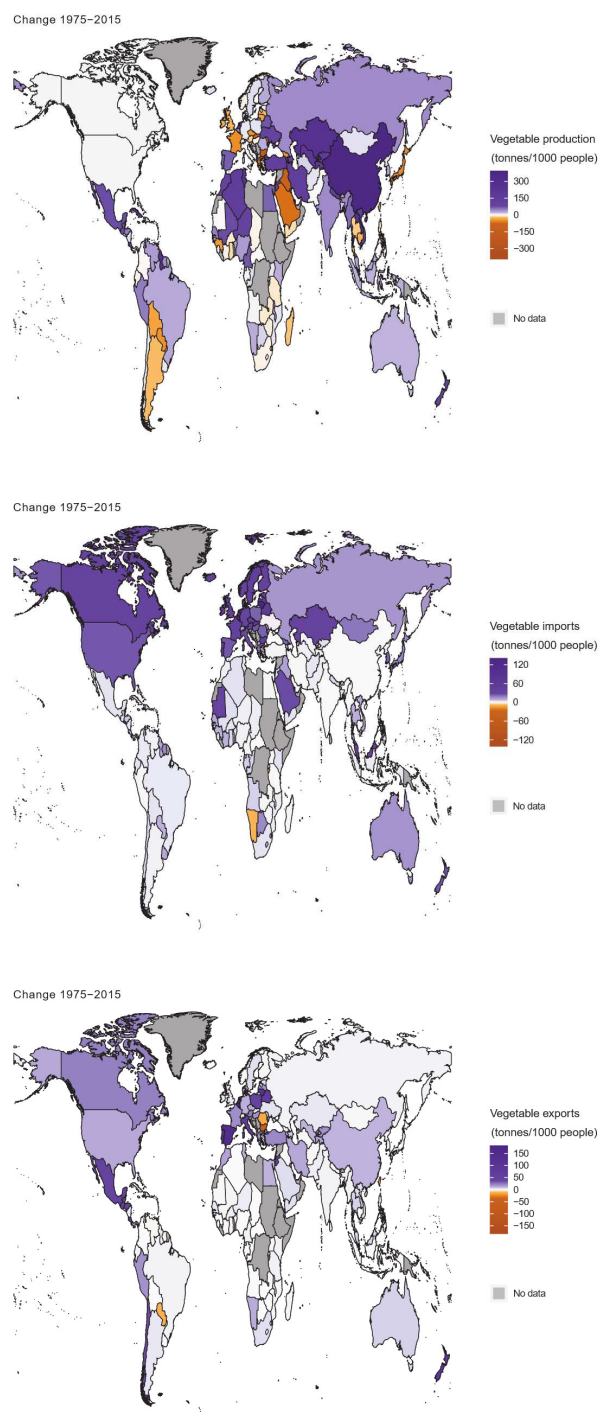 Change 1975−2015
Vegetable production
(tonnes/1000 people)
300
150
0
−150
−300
No data
Change 1975−2015
Vegetable imports
(tonnes/1000 people)
120
60
0
−60
−120
No data
Change 1975−2015
Vegetable exports
(tonnes/1000 people)
150
100
50
0
−50
−100
−150
No data